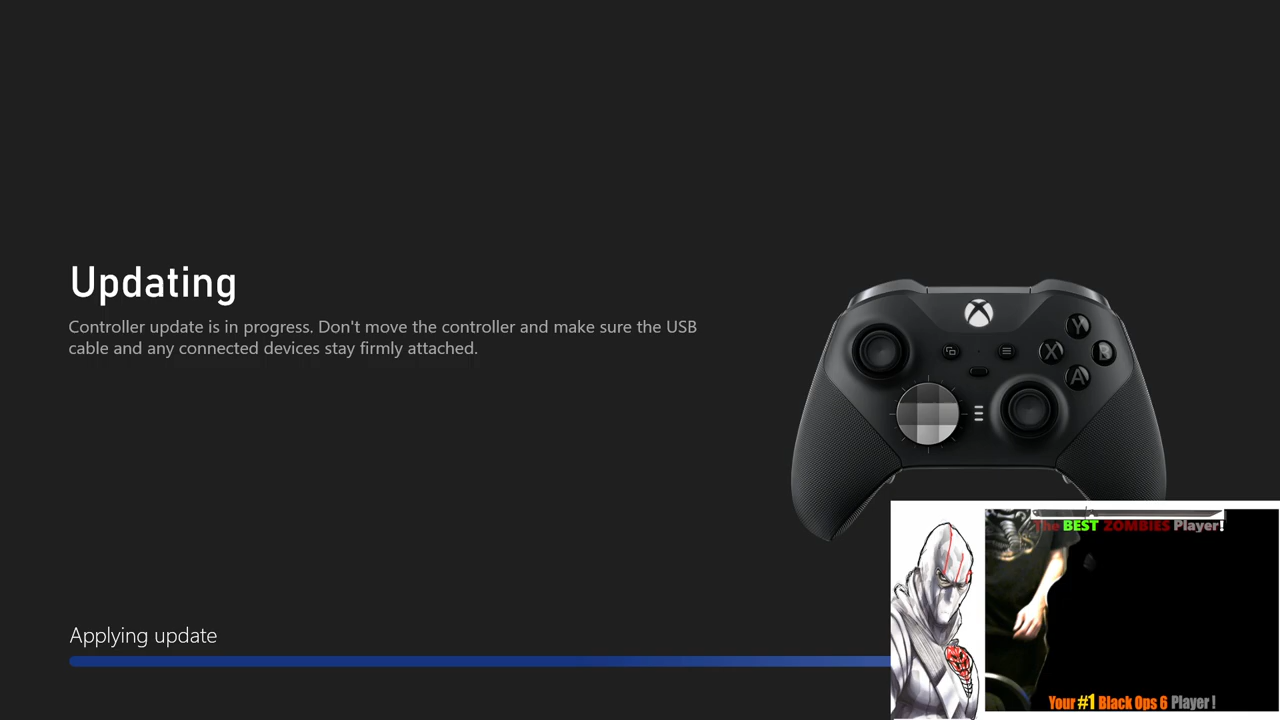 Updating
Controller update is in progress. Don't move the controller and make sure the USB
cable and any connected devices stay firmly attached.
Y
X
B
A
The BEST ZOMBIES Player!
Applying update
Your #1 Black Ops 6 Player !